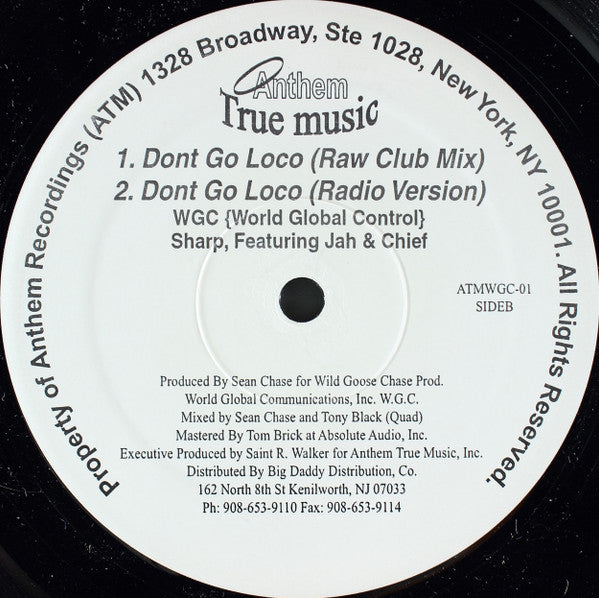 Property of Anthem Recordings (ATM) 1328 Broadway, Ste 1028, New York, NY 10001. All Rights Reserved.
Anthem
True music
1. Dont Go Loco (Raw Club Mix)
2. Dont Go Loco (Radio Version)
WGC {World Global Control}
Sharp, Featuring Jah & Chief
ATMWGC-01
SIDEB
Produced By Sean Chase for Wild Goose Chase Prod.
World Global Communications, Inc. W.G.C.
Mixed by Sean Chase and Tony Black (Quad)
Mastered By Tom Brick at Absolute Audio, Inc.
Executive Produced by Saint R. Walker for Anthem True Music, Inc.
Distributed By Big Daddy Distribution, Co.
162 North 8th St Kenilworth, NJ 07033
Ph: 908-653-9110 Fax: 908-653-9114